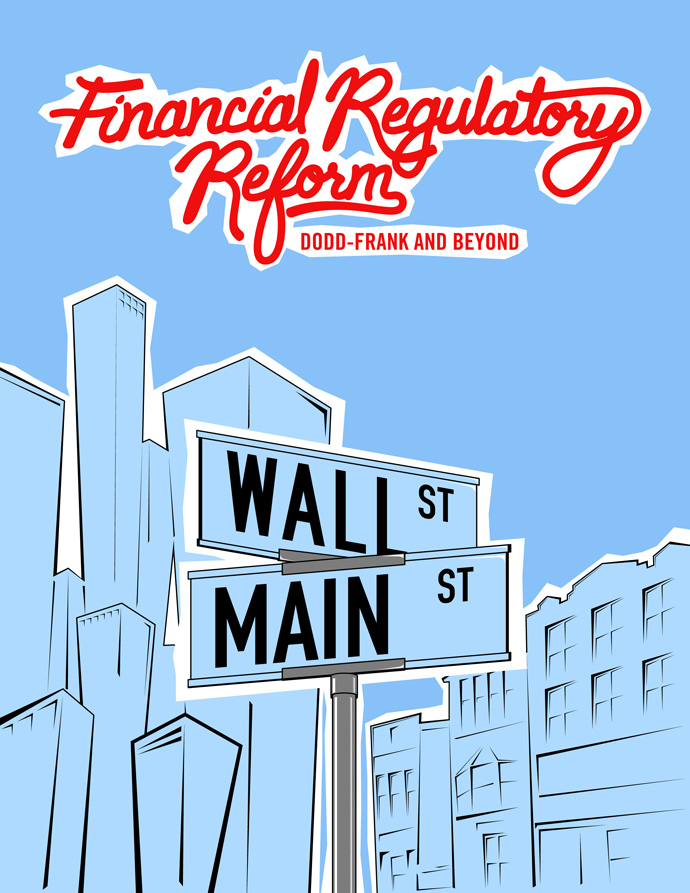 Financial Regulatory
Reform
DODD-FRANK AND BEYOND
WALL ST
MAIN ST